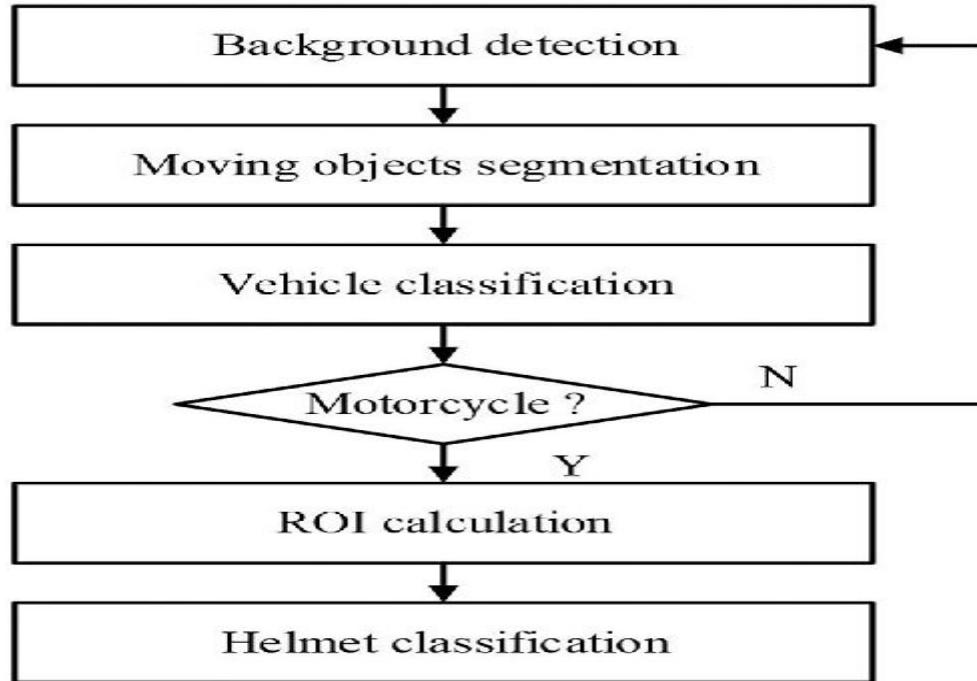 Background detection
Moving objects segmentation
Vehicle classification
Motorcycle ?
N
Y
ROI calculation
Helmet classification